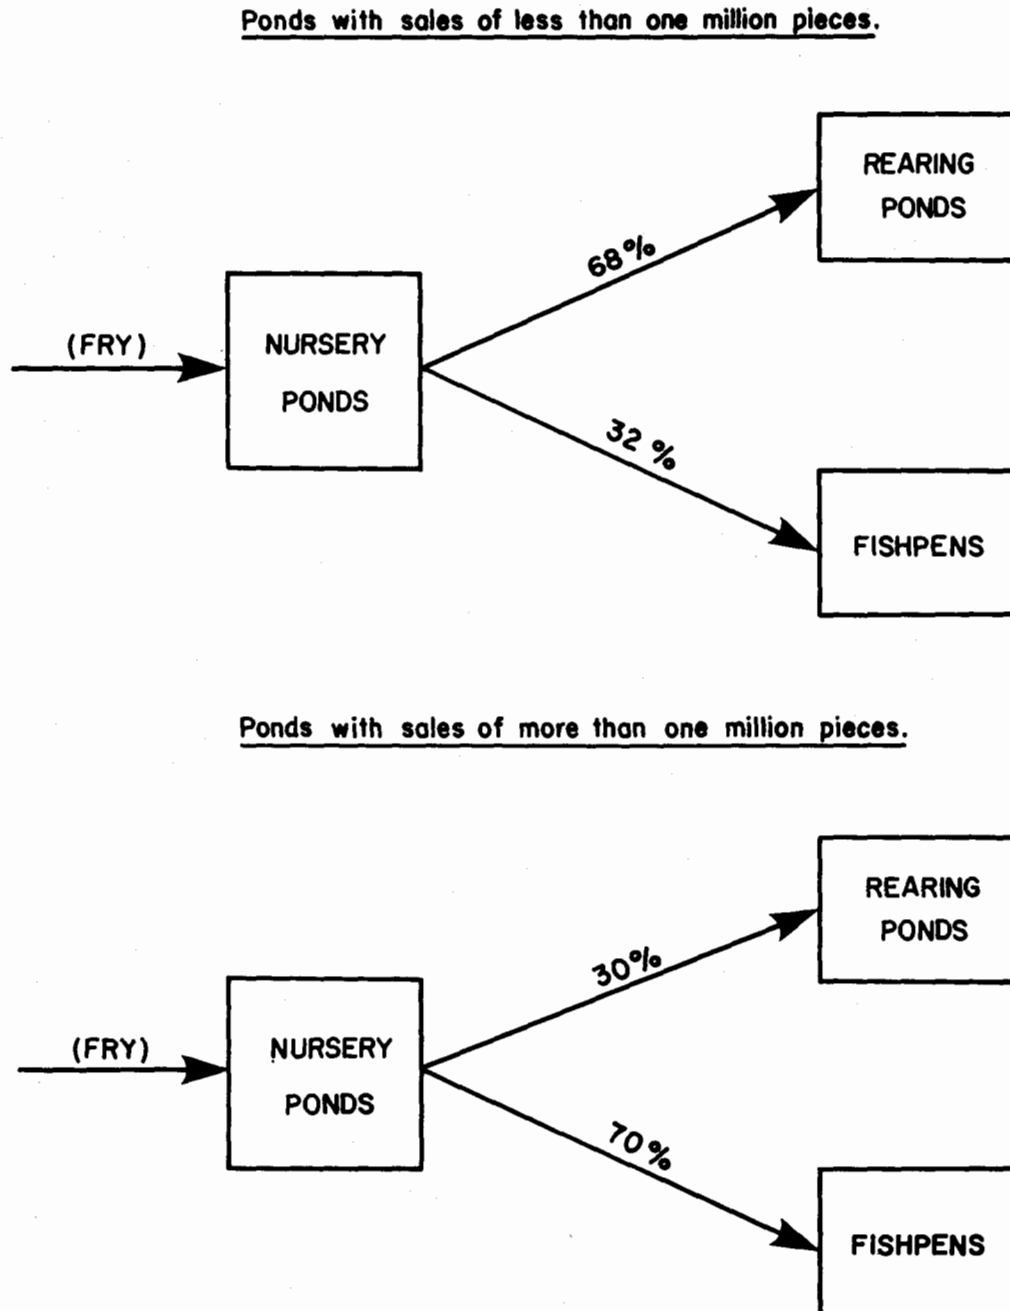 Ponds with sales of less than one million pieces.
REARING
PONDS
68%
(FRY)
NURSERY
PONDS
32 %
FISHPENS
Ponds with sales of more than one million pieces.
REARING
PONDS
30%
(FRY)
NURSERY
PONDS
70%
FISHPENS